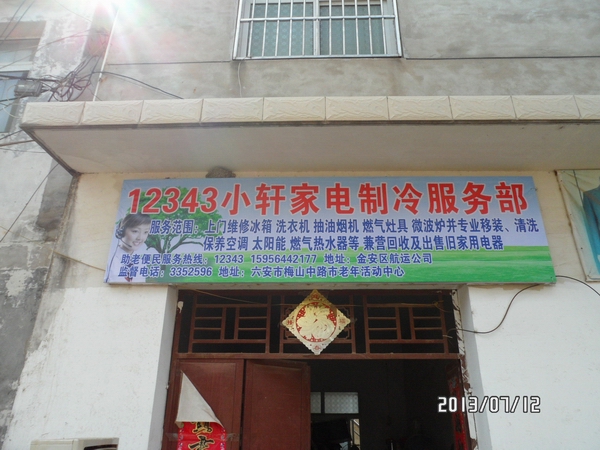 12343小轩家电制冷服务部
服务范围：上门维修冰箱 洗衣机 抽油烟机 燃气灶具 微波炉并专业移装、清洗
保养空调 太阳能 燃气热水器等 兼营回收及出售旧家用电器
助老便民服务热线：12343 15956442177 地址：金安区航运公司
监督电话：3352596 地址：六安市梅山中路市老年活动中心
福
2013/07/12